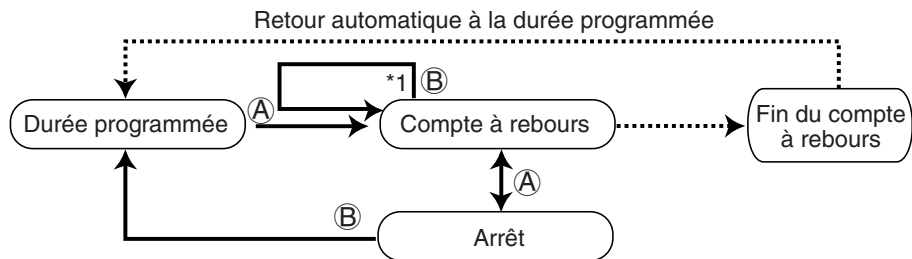 Retour automatique à la durée programmée
*1 Ⓑ
Durée programmée
Ⓐ
Compte à rebours
Fin du compte
à rebours
Ⓐ
Ⓑ
Arrêt